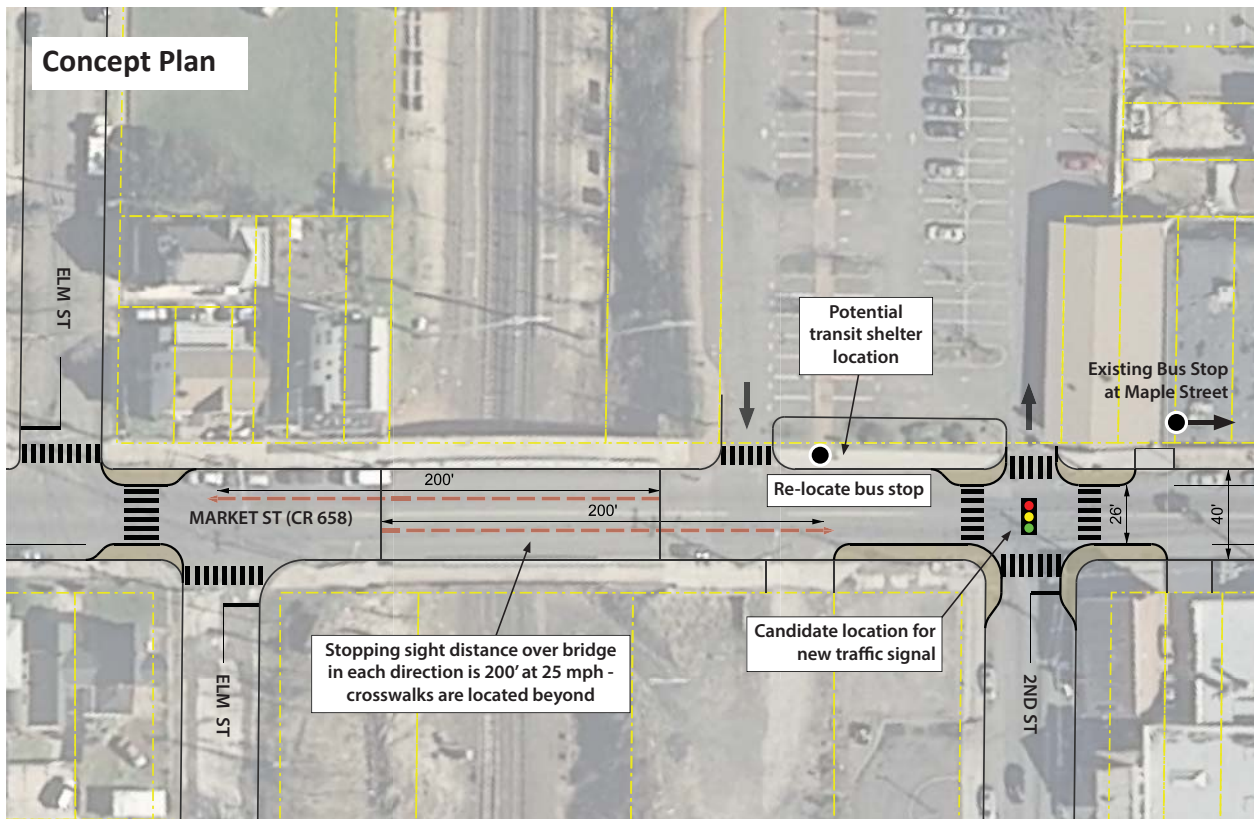 Concept Plan
ELM ST
Potential
transit shelter
location
Existing Bus Stop
at Maple Street
200'
Re-locate bus stop
MARKET ST (CR 658)
200'
26'
40'
Stopping sight distance over bridge
in each direction is 200' at 25 mph -
crosswalks are located beyond
Candidate location for
new traffic signal
ELM ST
2ND ST